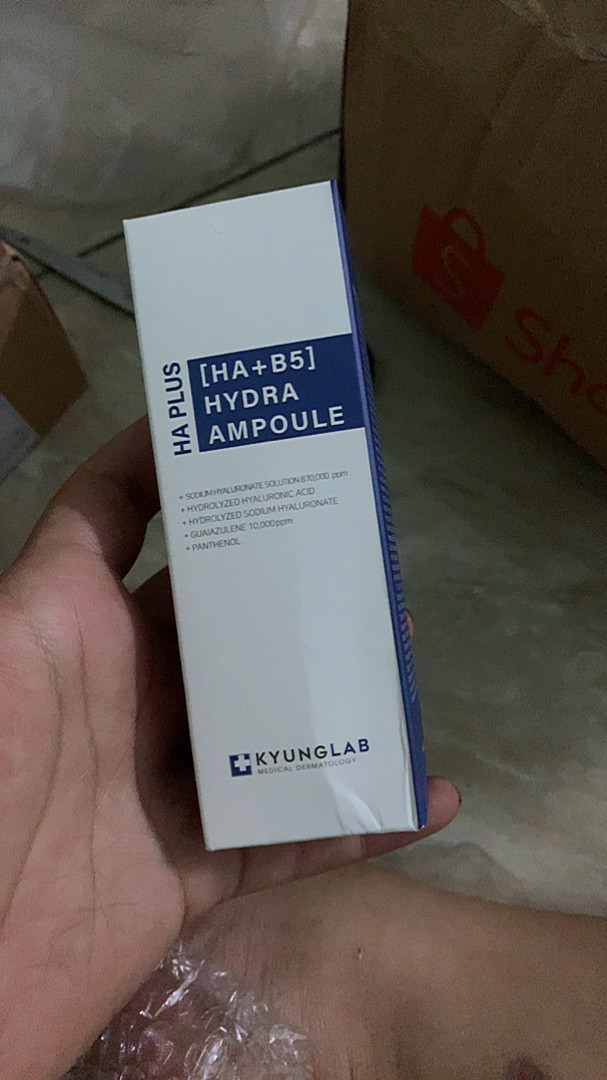 HA PLUS
[HA+B5]
HYDRA
AMPOULE
+ SODIUM HYALURONATE SOLUTION 870,000 ppm
+ HYDROLYZED HYALURONIC ACID
+ HYDROLYZED SODIUM HYALURONATE
+ GUAIAZULENE 10,000ppm
+ PANTHENOL
KYUNGLAB
MEDICAL DERMATOLOGY
S
Sho